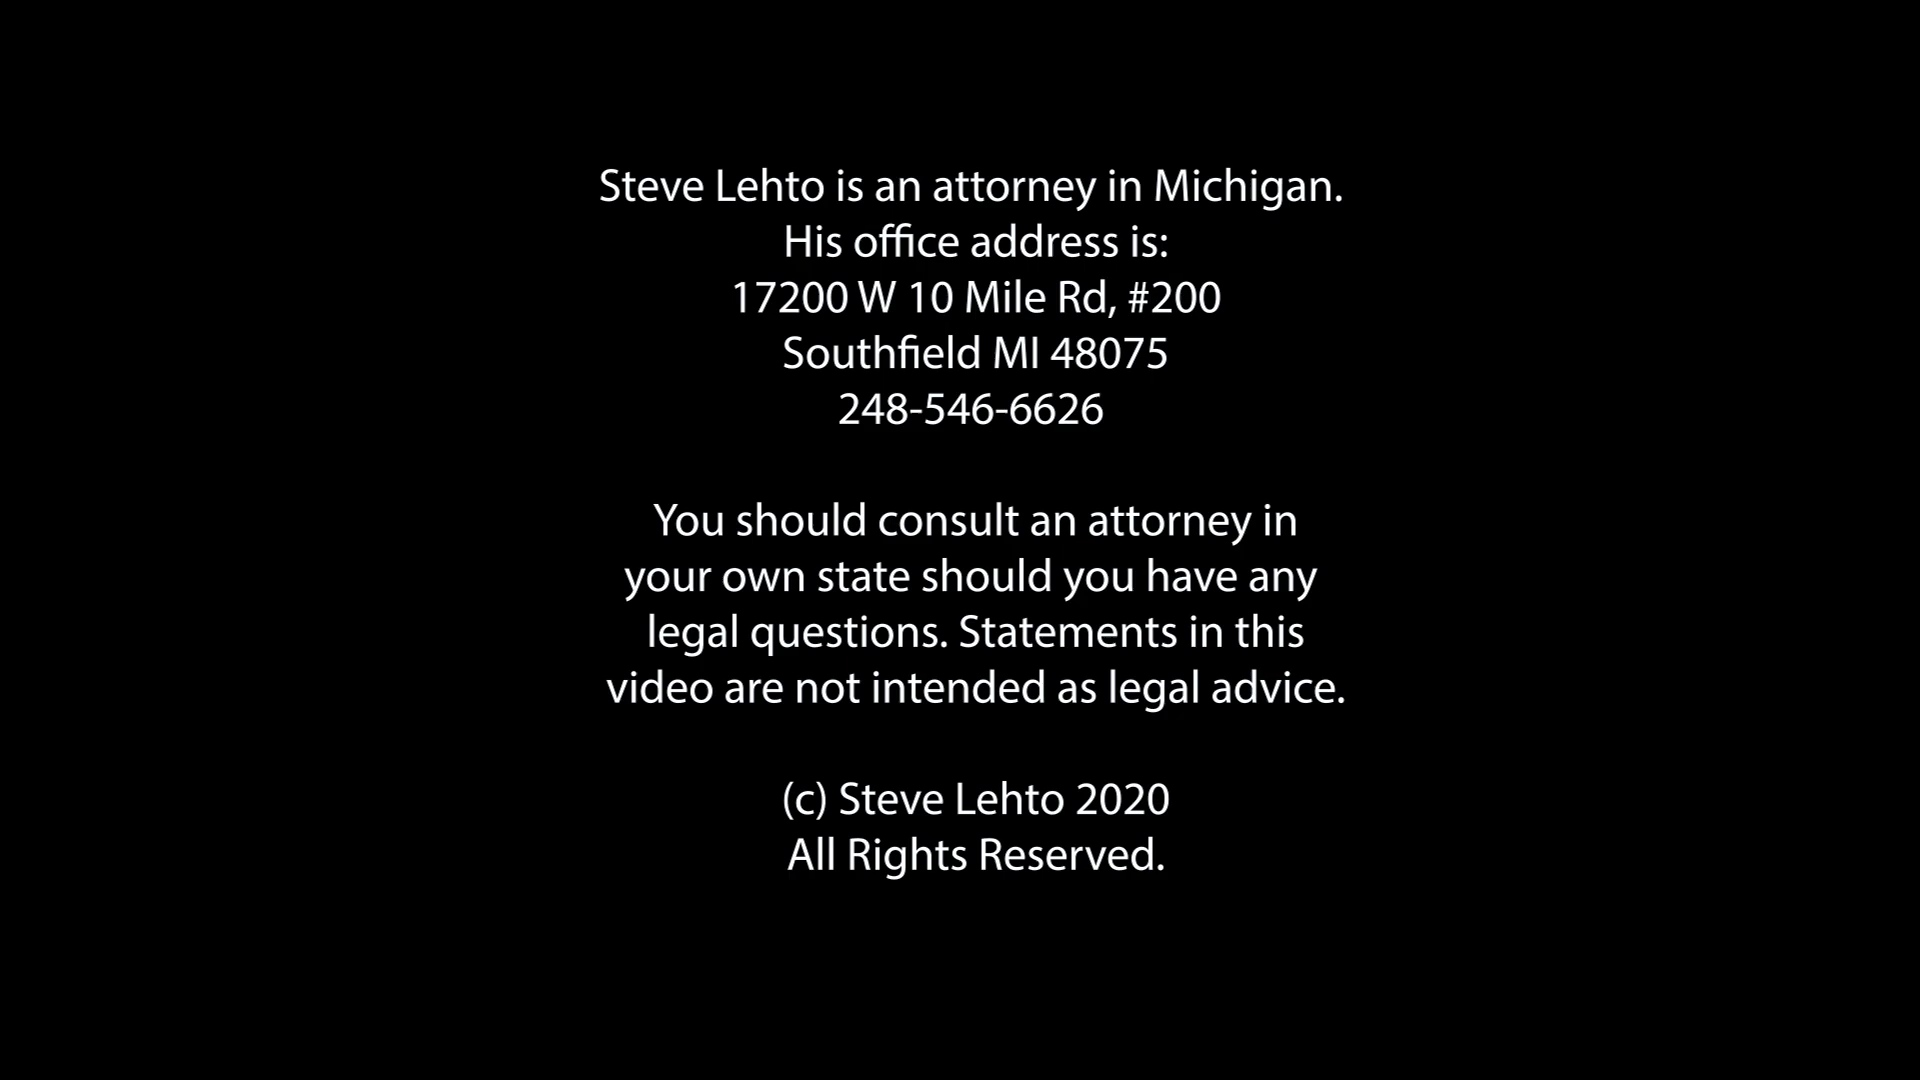 Steve Lehto is an attorney in Michigan.
His office address is:
17200 W 10 Mile Rd, #200
Southfield MI 48075
248-546-6626
You should consult an attorney in
your own state should you have any
legal questions. Statements in this
video are not intended as legal advice.
(c) Steve Lehto 2020
All Rights Reserved.